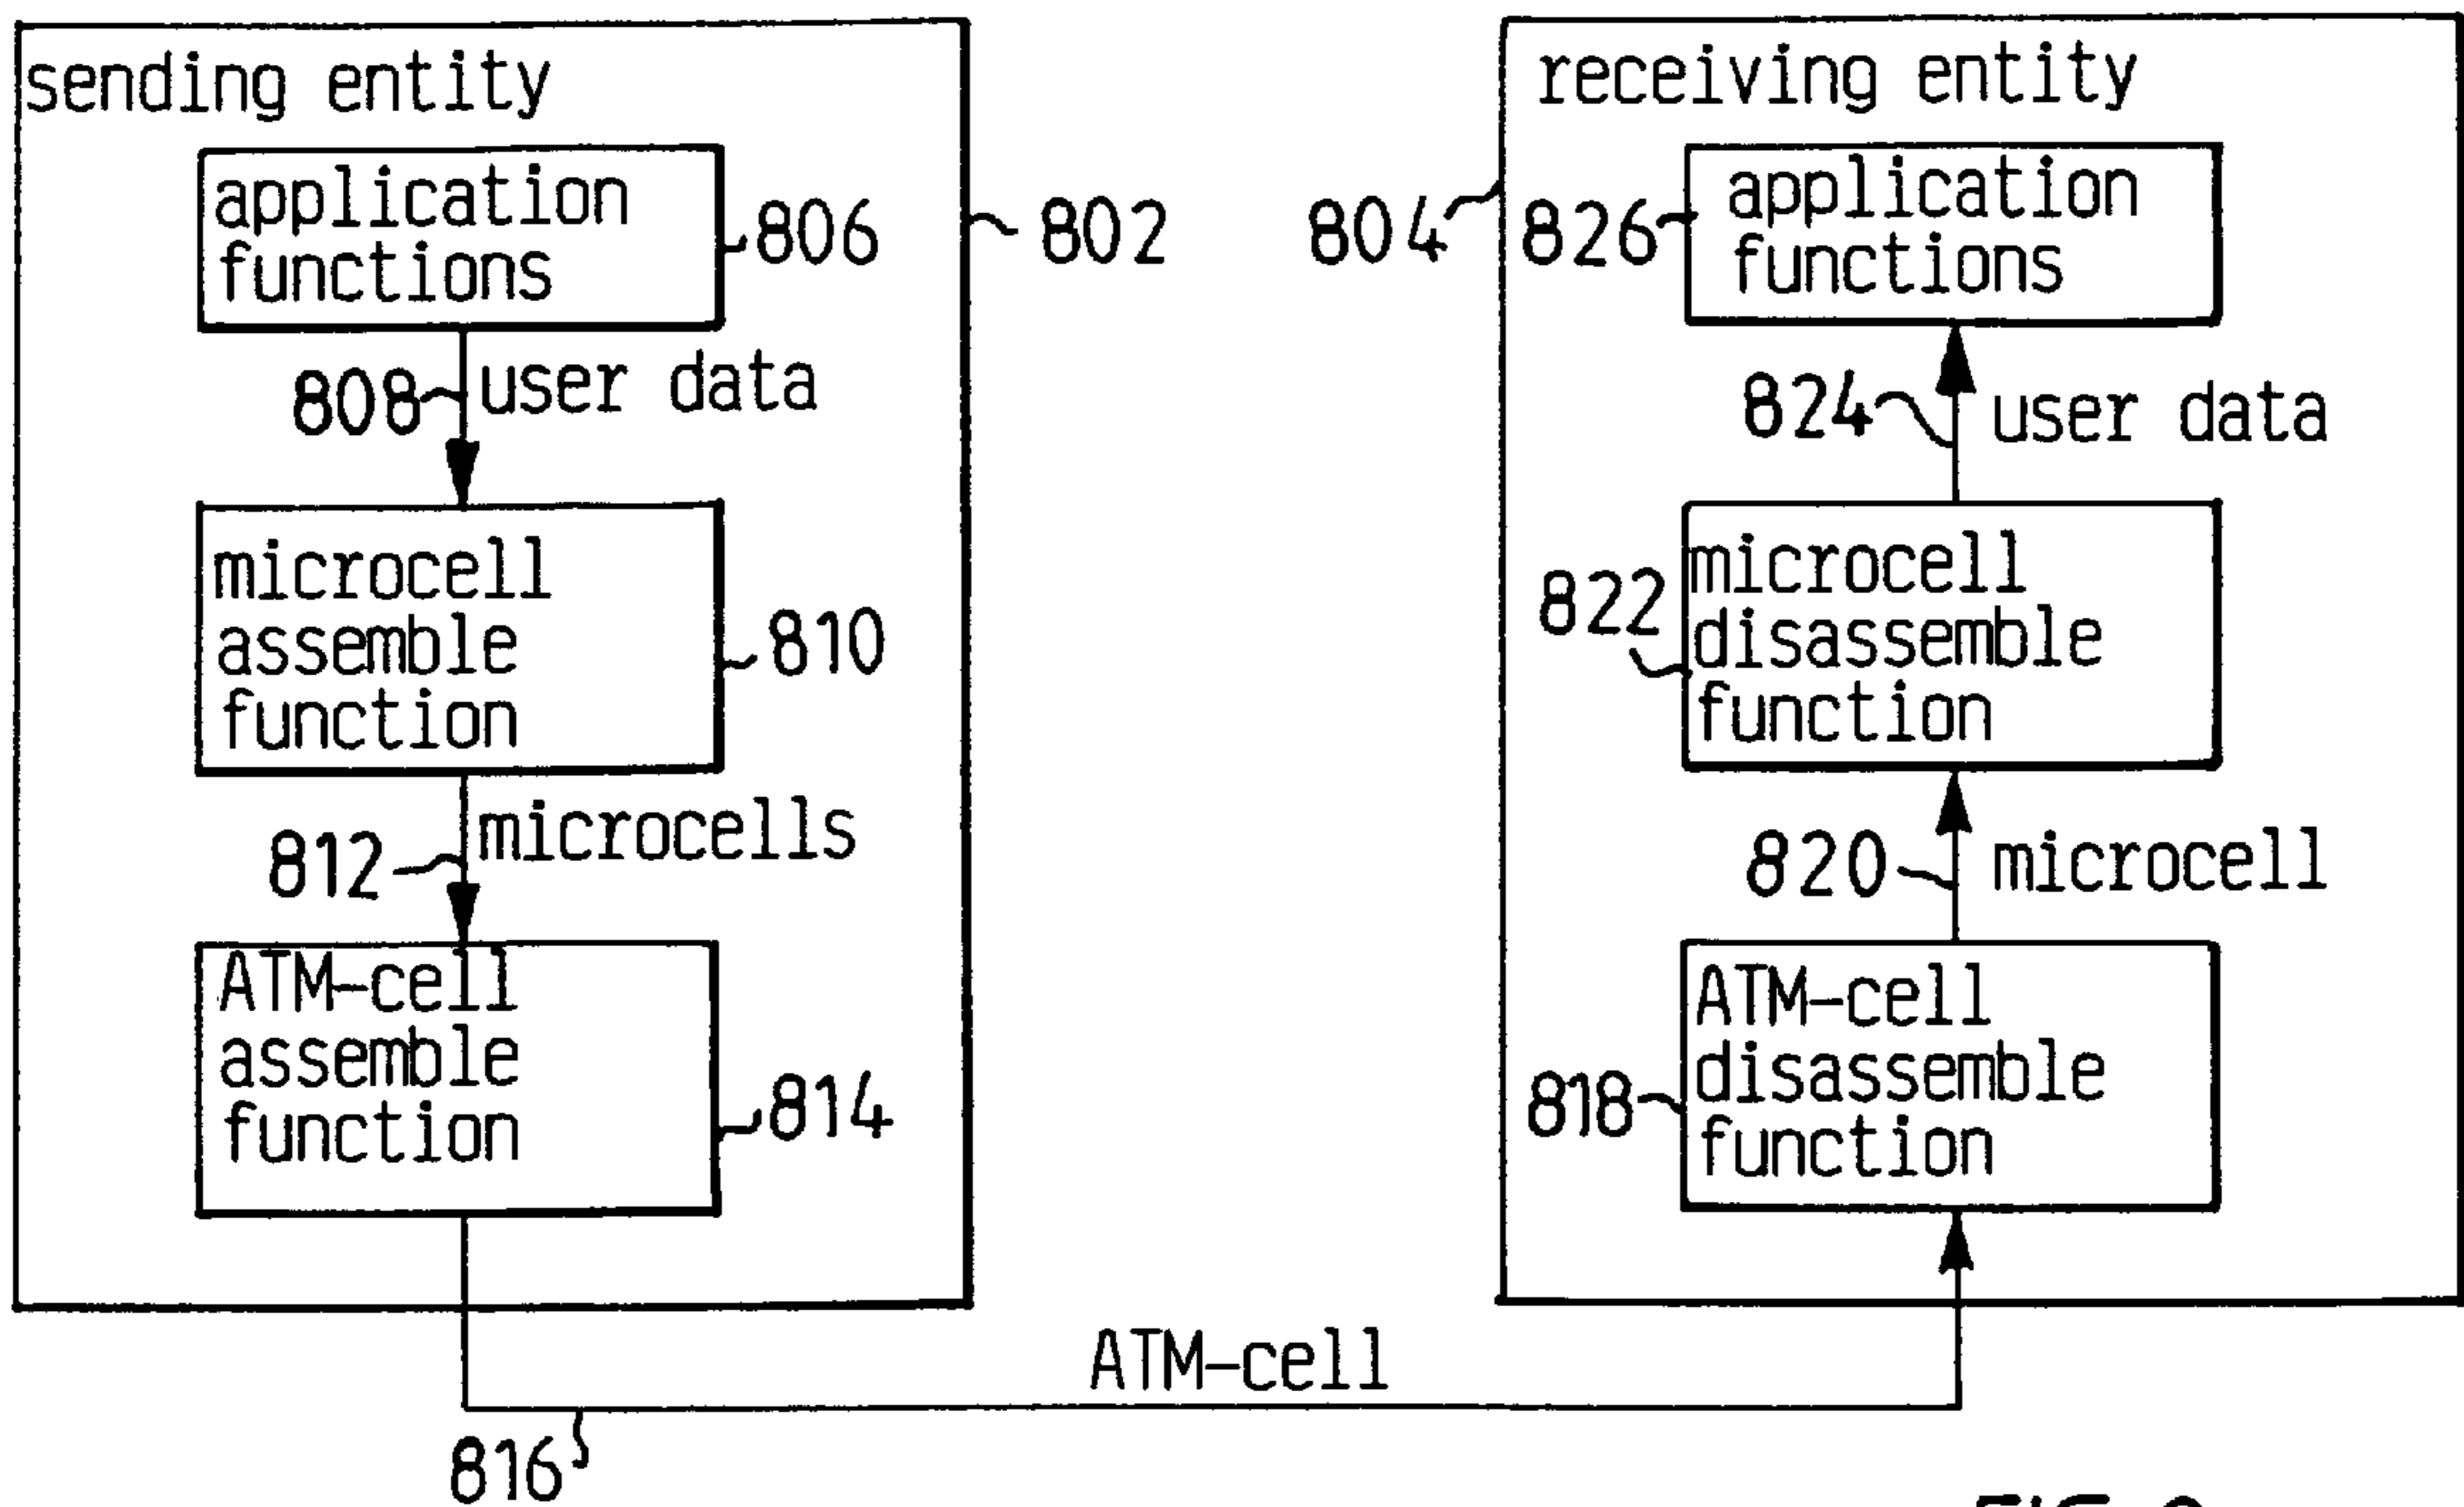 sending entity
application
functions
806
802
808
user data
microcell
assemble
function
810
812
microcells
ATM-cell
assemble
function
814
816
ATM-cell
receiving entity
804
826
application
functions
824
user data
822
microcell
disassemble
function
820
microcell
818
ATM-cell
disassemble
function